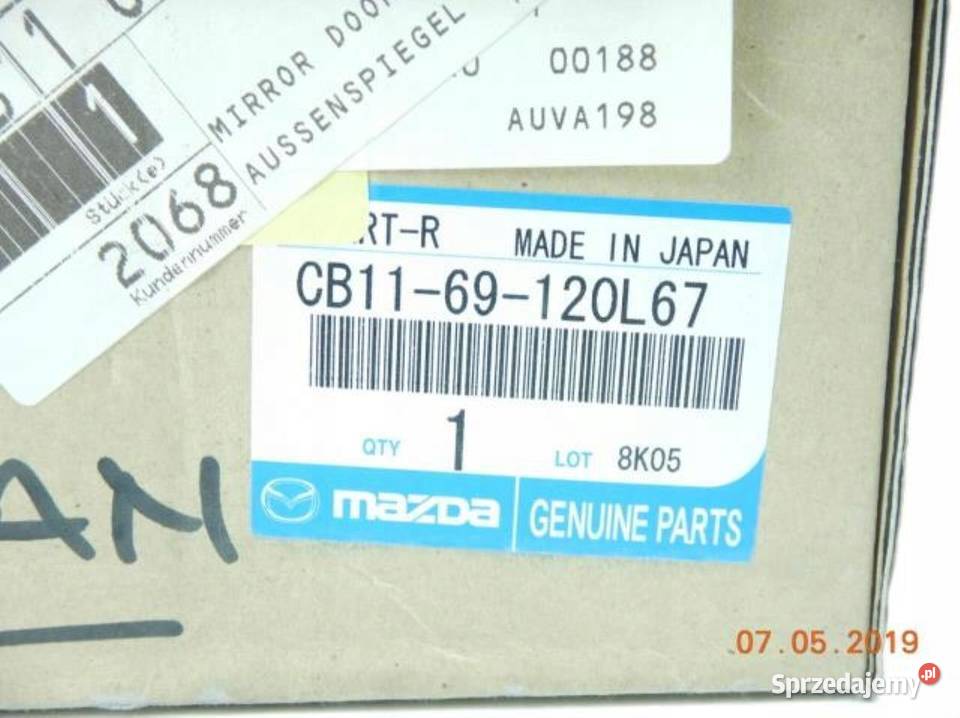 MIRROR DOOR
AUSSENSPIEGEL
00188
AUVA198
1
Stück(e)
2068
Kundennummer
RT-R MADE IN JAPAN
CB11-69-120L67
QTY 1 LOT 8K05
mazda GENUINE PARTS
07.05.2019
Sprzedajemy.pl